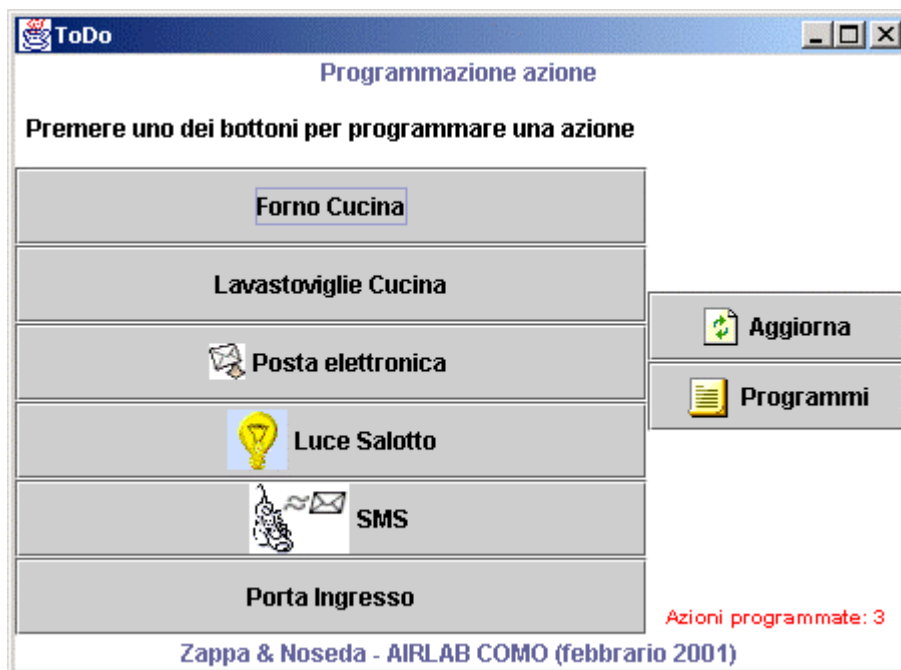 ToDo
Programmazione azione
Premere uno dei bottoni per programmare una azione
Forno Cucina
Lavastoviglie Cucina
Posta elettronica
Luce Salotto
SMS
Porta Ingresso
Aggiorna
Programmi
Azioni programmate: 3
Zappa & Noseda - AIRLAB COMO (febbrario 2001)